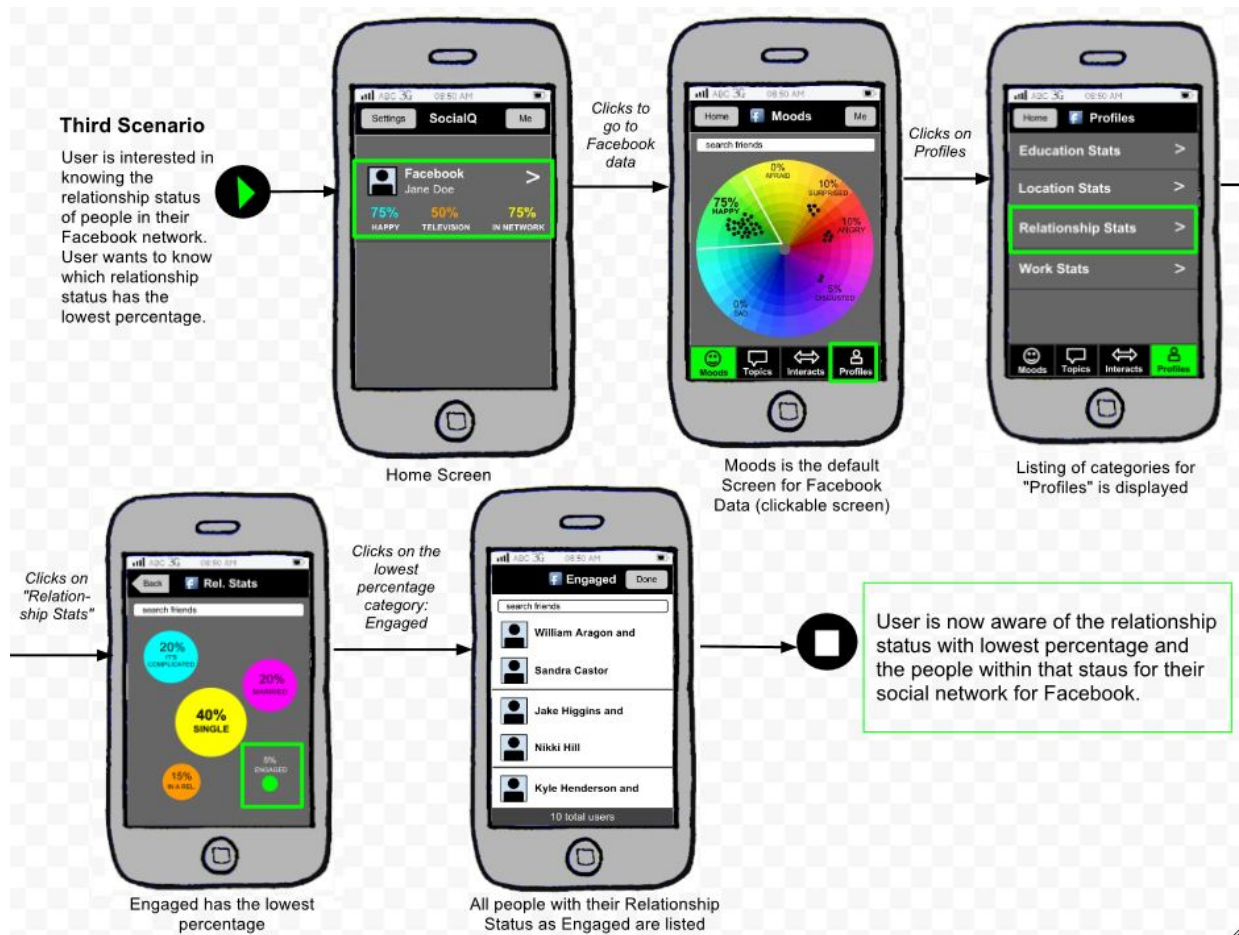 Third Scenario
User is interested in
knowing the
relationship status
of people in their
Facebook network.
User wants to know
which relationship
status has the
lowest percentage.
ABC 3G 08:50 AM
Settings SocialQ Me
Facebook >
Jane Doe
75% 50% 75%
HAPPY TELEVISION IN NETWORK
Home Screen
Clicks to
go to
Facebook
data
ABC 3G 08:50 AM
Home f Moods Me
search friends
0%
AFRAID
10%
SURPRISED
75%
HAPPY
10%
ANGRY
5%
DISGUSTED
0%
SAD
Moods Topics Interacts Profiles
Moods is the default
Screen for Facebook
Data (clickable screen)
Clicks on
Profiles
ABC 3G 08:50 AM
Home f Profiles
Education Stats >
Location Stats >
Relationship Stats >
Work Stats >
Moods Topics Interacts Profiles
Listing of categories for
"Profiles" is displayed
Clicks on
"Relation-
ship Stats"
ABC 3G 08:50 AM
Back f Rel. Stats
search friends
20%
IT'S
COMPLICATED
20%
MARRIED
40%
SINGLE
5%
ENGAGED
15%
IN A REL.
Engaged has the lowest
percentage
Clicks on the
lowest
percentage
category:
Engaged
ABC 3G 08:50 AM
f Engaged Done
search friends
William Aragon and
Sandra Castor
Jake Higgins and
Nikki Hill
Kyle Henderson and
10 total users
All people with their Relationship
Status as Engaged are listed
User is now aware of the relationship
status with lowest percentage and
the people within that staus for their
social network for Facebook.